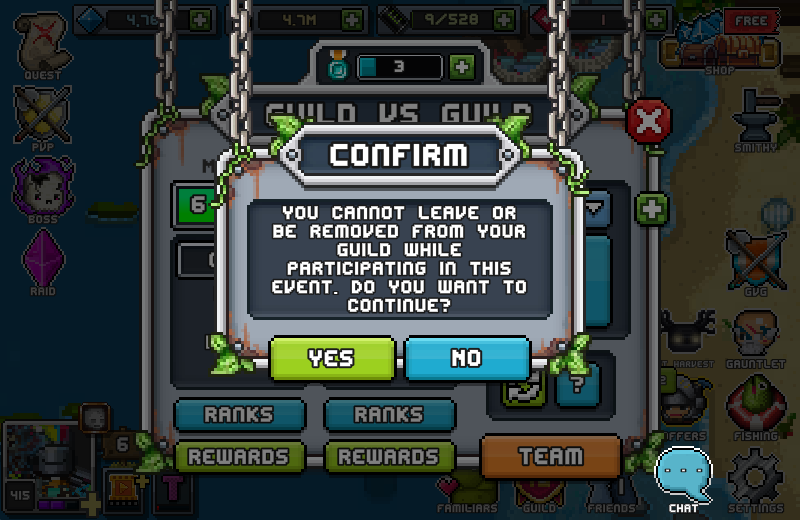 4.7M
9/528
1
FREE
QUEST
3
SHOP
GUILD VS GUILD
PVP
CONFIRM
SMITHY
6
BOSS
YOU CANNOT LEAVE OR
BE REMOVED FROM YOUR
GUILD WHILE
PARTICIPATING IN THIS
EVENT. DO YOU WANT TO
CONTINUE?
RAID
GVG
YES
NO
GAUNTLET
?
RANKS
RANKS
FISHING
6
REWARDS
REWARDS
TEAM
415
T
FAMILIARS
GUILD
FRIENDS
CHAT
SETTINGS